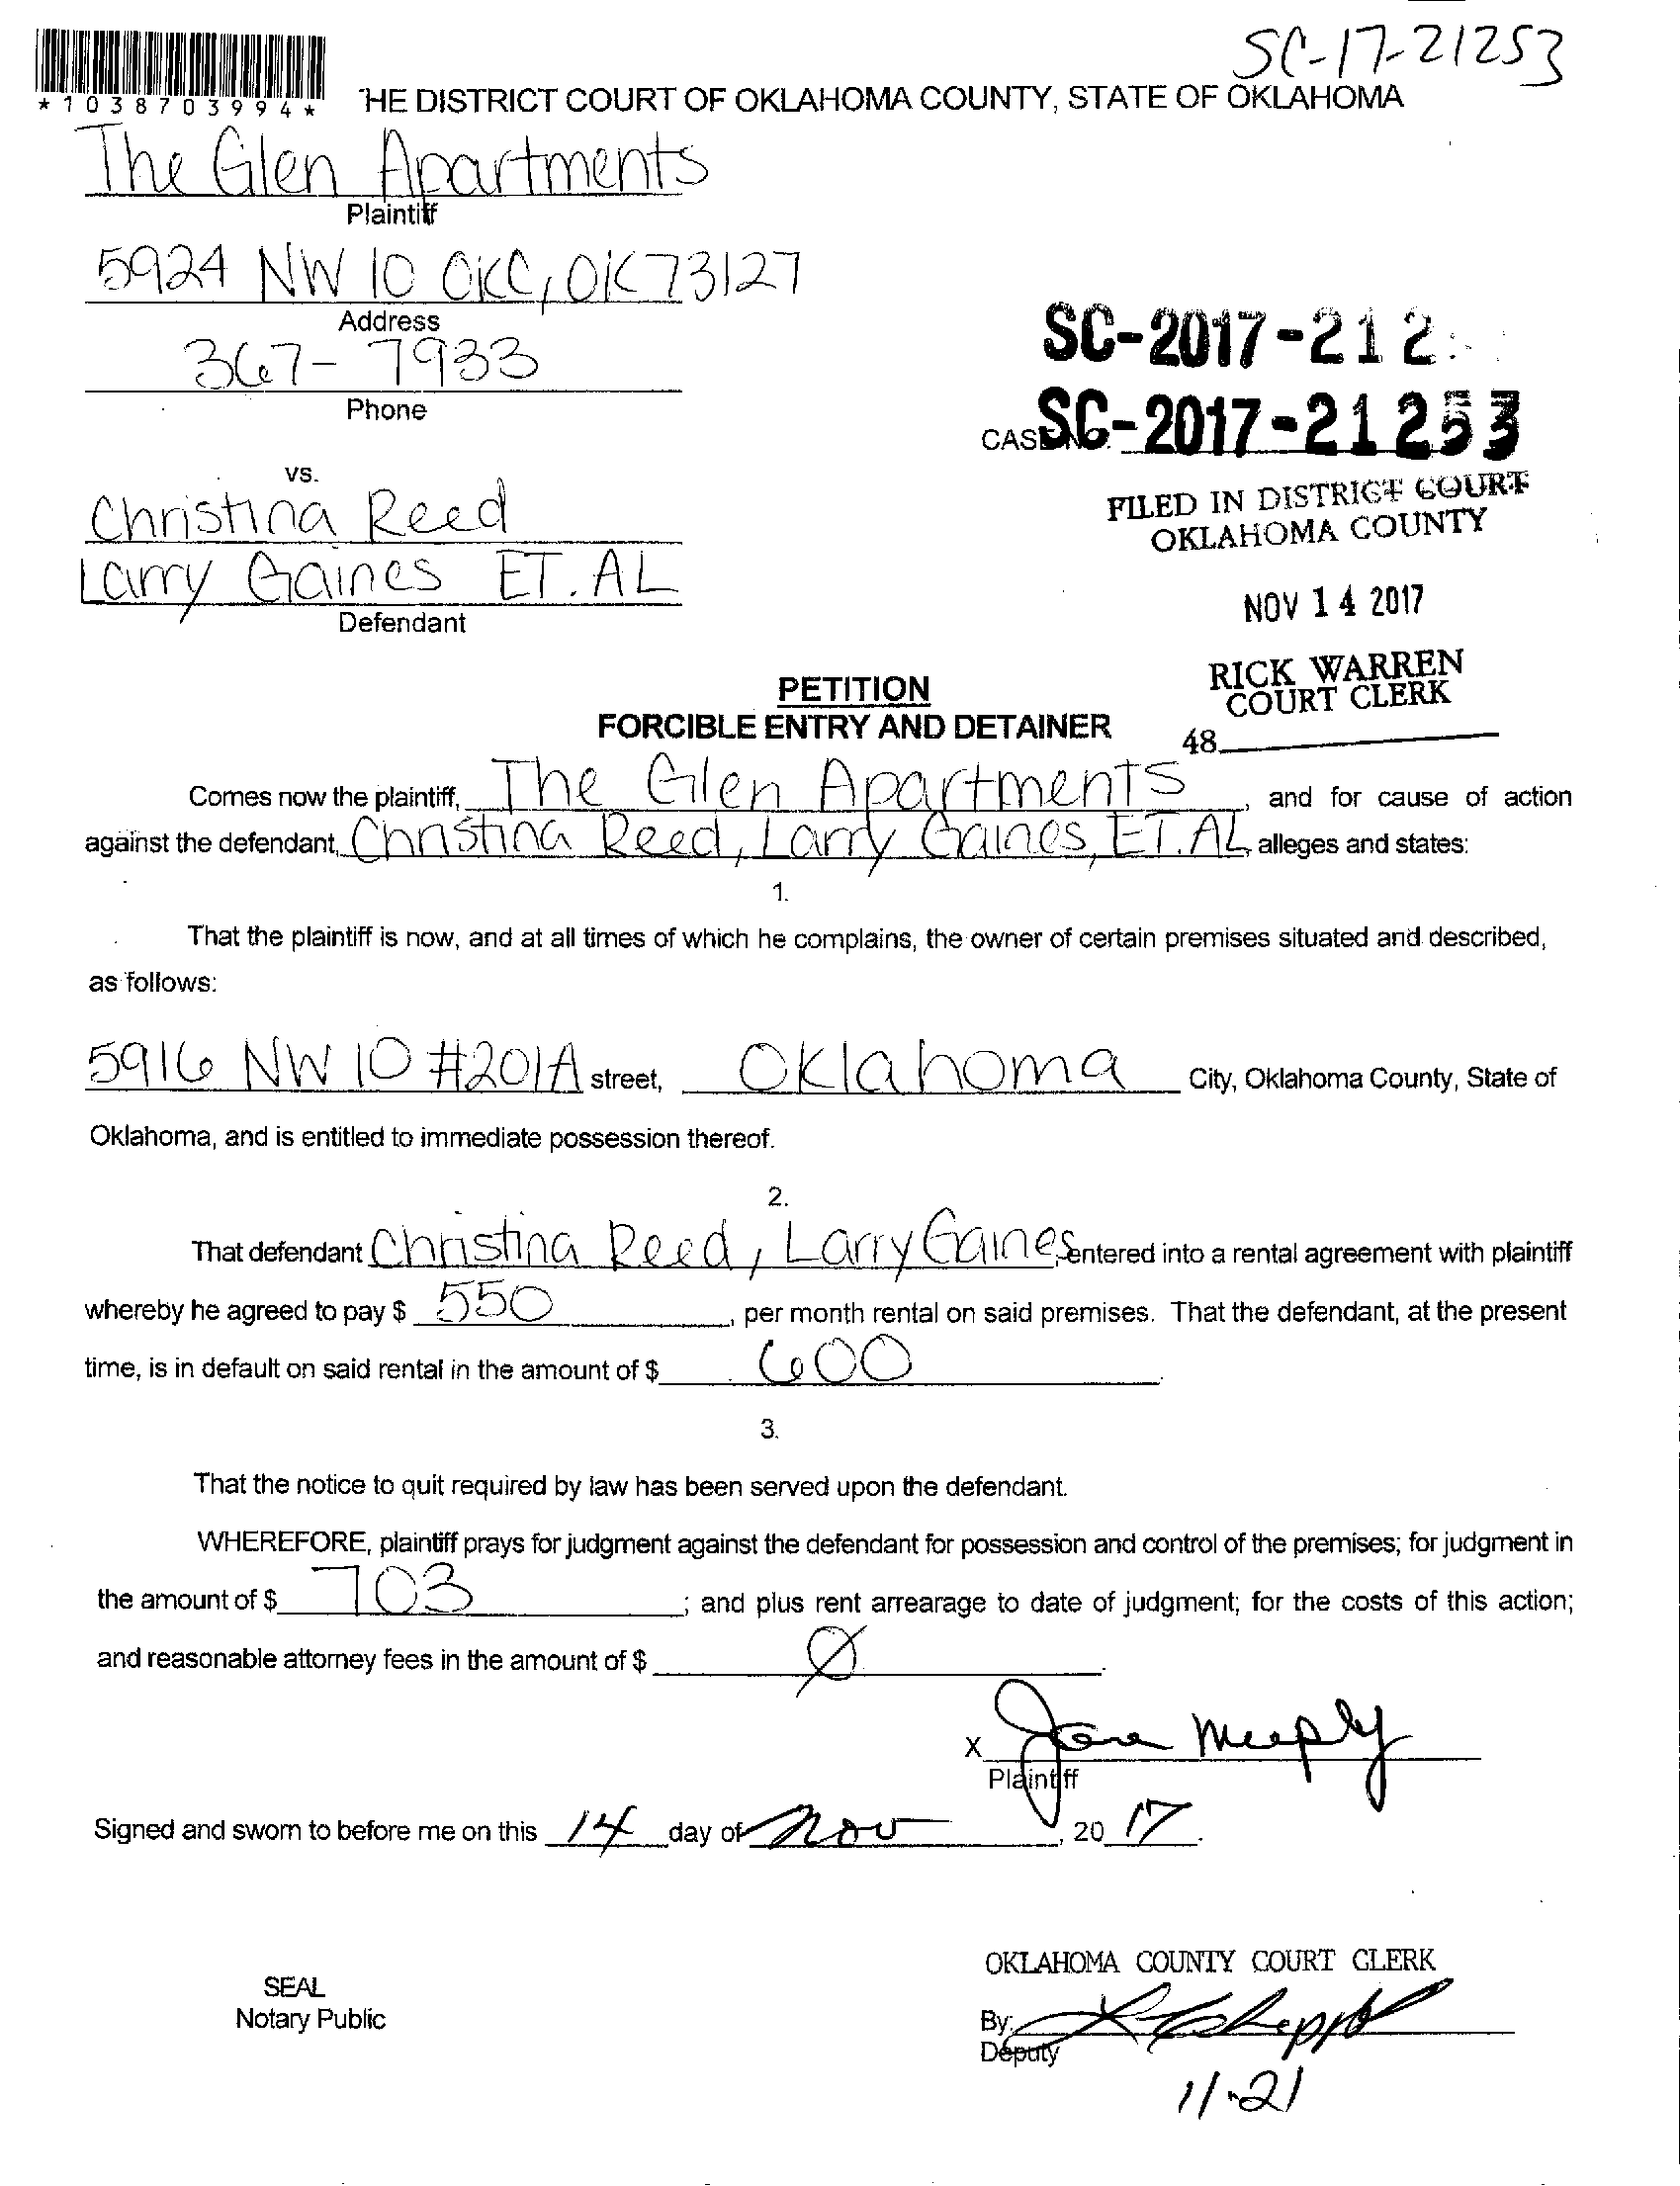 SC-17-21253
*1038703994*
THE DISTRICT COURT OF OKLAHOMA COUNTY, STATE OF OKLAHOMA
The Glen Apartments
Plaintiff
5924 NW 10 OKC, OK 73127
Address
367-7933
Phone
SC-2017-212
CASE NO. SC-2017-21253
vs.
FILED IN DISTRICT COURT
OKLAHOMA COUNTY
Christina Reed
Larry Gaines ET. AL
Defendant
NOV 14 2017
RICK WARREN
COURT CLERK
48
PETITION
FORCIBLE ENTRY AND DETAINER
Comes now the plaintiff, The Glen Apartments, and for cause of action
against the defendant, Christina Reed, Larry Gaines, ET. AL, alleges and states:
1.
That the plaintiff is now, and at all times of which he complains, the owner of certain premises situated and described,
as follows:
5916 NW 10 #201A street, Oklahoma City, Oklahoma County, State of
Oklahoma, and is entitled to immediate possession thereof.
2.
That defendant Christina Reed, Larry Gaines, entered into a rental agreement with plaintiff
whereby he agreed to pay $ 550, per month rental on said premises. That the defendant, at the present
time, is in default on said rental in the amount of $ 600.
3.
That the notice to quit required by law has been served upon the defendant.
WHEREFORE, plaintiff prays for judgment against the defendant for possession and control of the premises; for judgment in
the amount of $ 703; and plus rent arrearage to date of judgment; for the costs of this action;
and reasonable attorney fees in the amount of $ Ø.
X
Plaintiff
Signed and sworn to before me on this 14 day of Nov, 20 17.
OKLAHOMA COUNTY COURT CLERK
SEAL
Notary Public
By:
Deputy
11-21